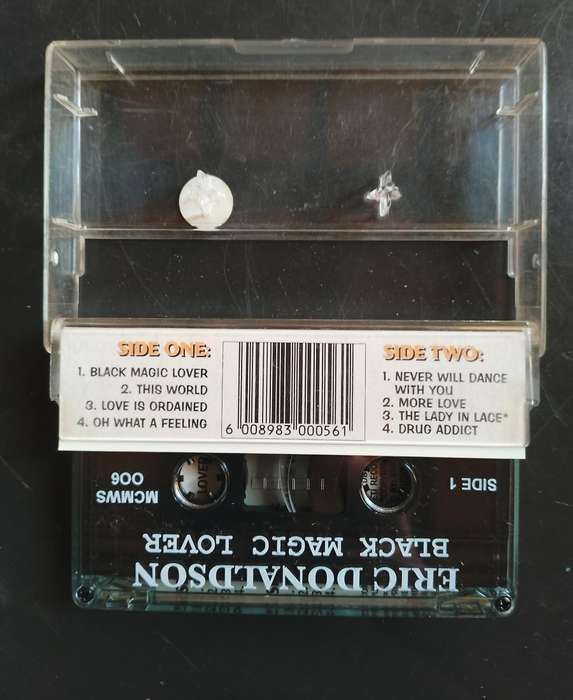 SIDE ONE:
1. BLACK MAGIC LOVER
2. THIS WORLD
3. LOVE IS ORDAINED
4. OH WHAT A FEELING
6 008983 000561
SIDE TWO:
1. NEVER WILL DANCE
WITH YOU
2. MORE LOVE
3. THE LADY IN LACE*
4. DRUG ADDICT
ERIC DONALDSON
BLACK MAGIC LOVER
SIDE 1
MCMWS
006
LOVER